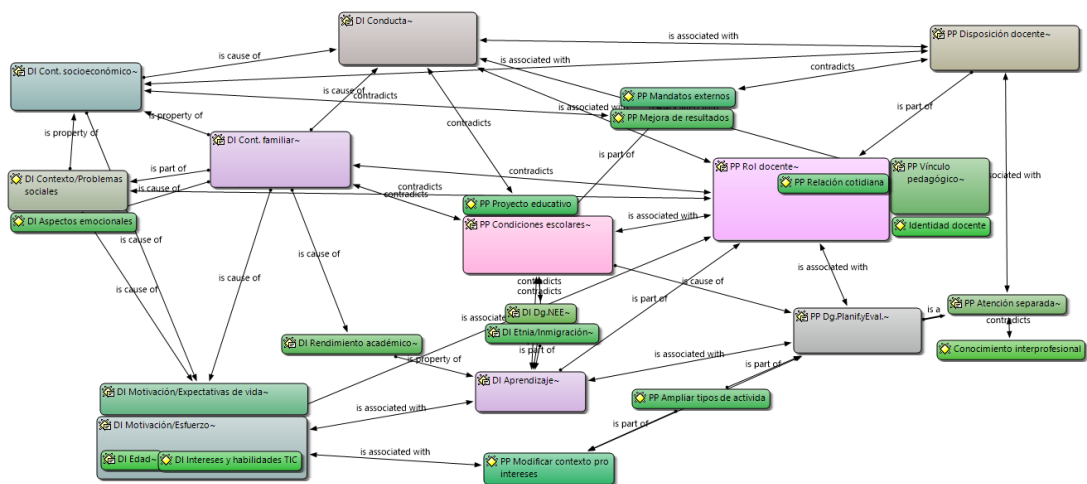 DI Conducta~
PP Disposición docente~
is associated with
is cause of
is associated with
contradicts
DI Cont. socioeconómico~
PP Mandatos externos
is cause of
contradicts
is associated with
PP Mejora de resultados
is part of
contradicts
is property of
is property of
DI Cont. familiar~
is part of
PP Rol docente~
PP Vínculo
pedagógico~
DI Contexto/Problemas
sociales
is part of
contradicts
PP Relación cotidiana
is cause of
contradicts
contradicts
PP Proyecto educativo
DI Aspectos emocionales
PP Condiciones escolares~
is associated with
Identidad docente
is cause of
is cause of
is cause of
is associated with
is cause of
contradicts
contradicts
is cause of
DI Dg.NEE~
PP Atención separada~
is a
PP Dg.Planif.yEval.~
contradicts
DI Etnia/Inmigración~
is part of
DI Rendimiento académico~
is part of
Conocimiento interprofesional
is property of
is associated with
is part of
DI Aprendizaje~
DI Motivación/Expectativas de vida~
PP Ampliar tipos de activida
is associated with
DI Motivación/Esfuerzo~
is part of
DI Edad~
DI Intereses y habilidades TIC
is associated with
PP Modificar contexto pro
intereses